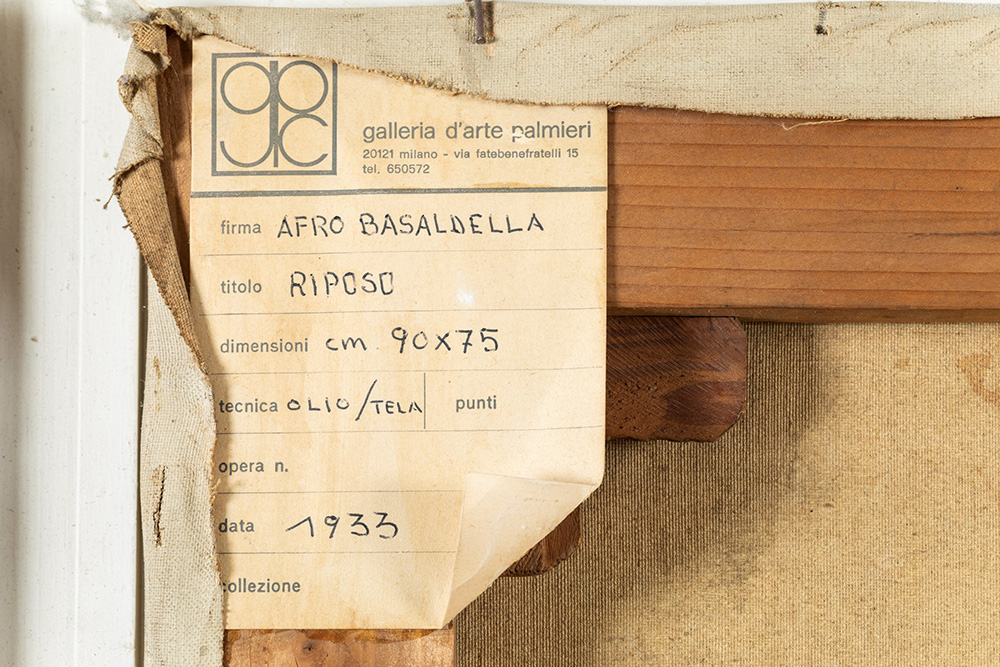 galleria d'arte palmieri
20121 milano - via fatebenefratelli 15
tel. 650572
firma AFRO BASALDELLA
titolo RIPOSO
dimensioni cm 90x75
tecnica OLIO/TELA punti
opera n.
data 1933
collezione